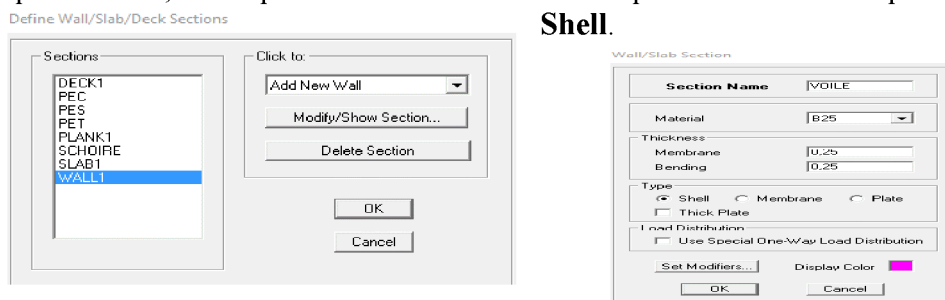 Define Wall/Slab/Deck Sections
Shell.
Sections
DECK1
PEC
PES
PET
PLANK1
SCHOIRE
SLAB1
WALL1
Click to:
Add New Wall
Modify/Show Section...
Delete Section
OK
Cancel
Wall/Slab Section
Section Name VOILE
Material B25
Thickness
Membrane 0,25
Bending 0,25
Type
Shell Membrane Plate
Thick Plate
Load Distribution
Use Special One-Way Load Distribution
Set Modifiers... Display Color
OK Cancel